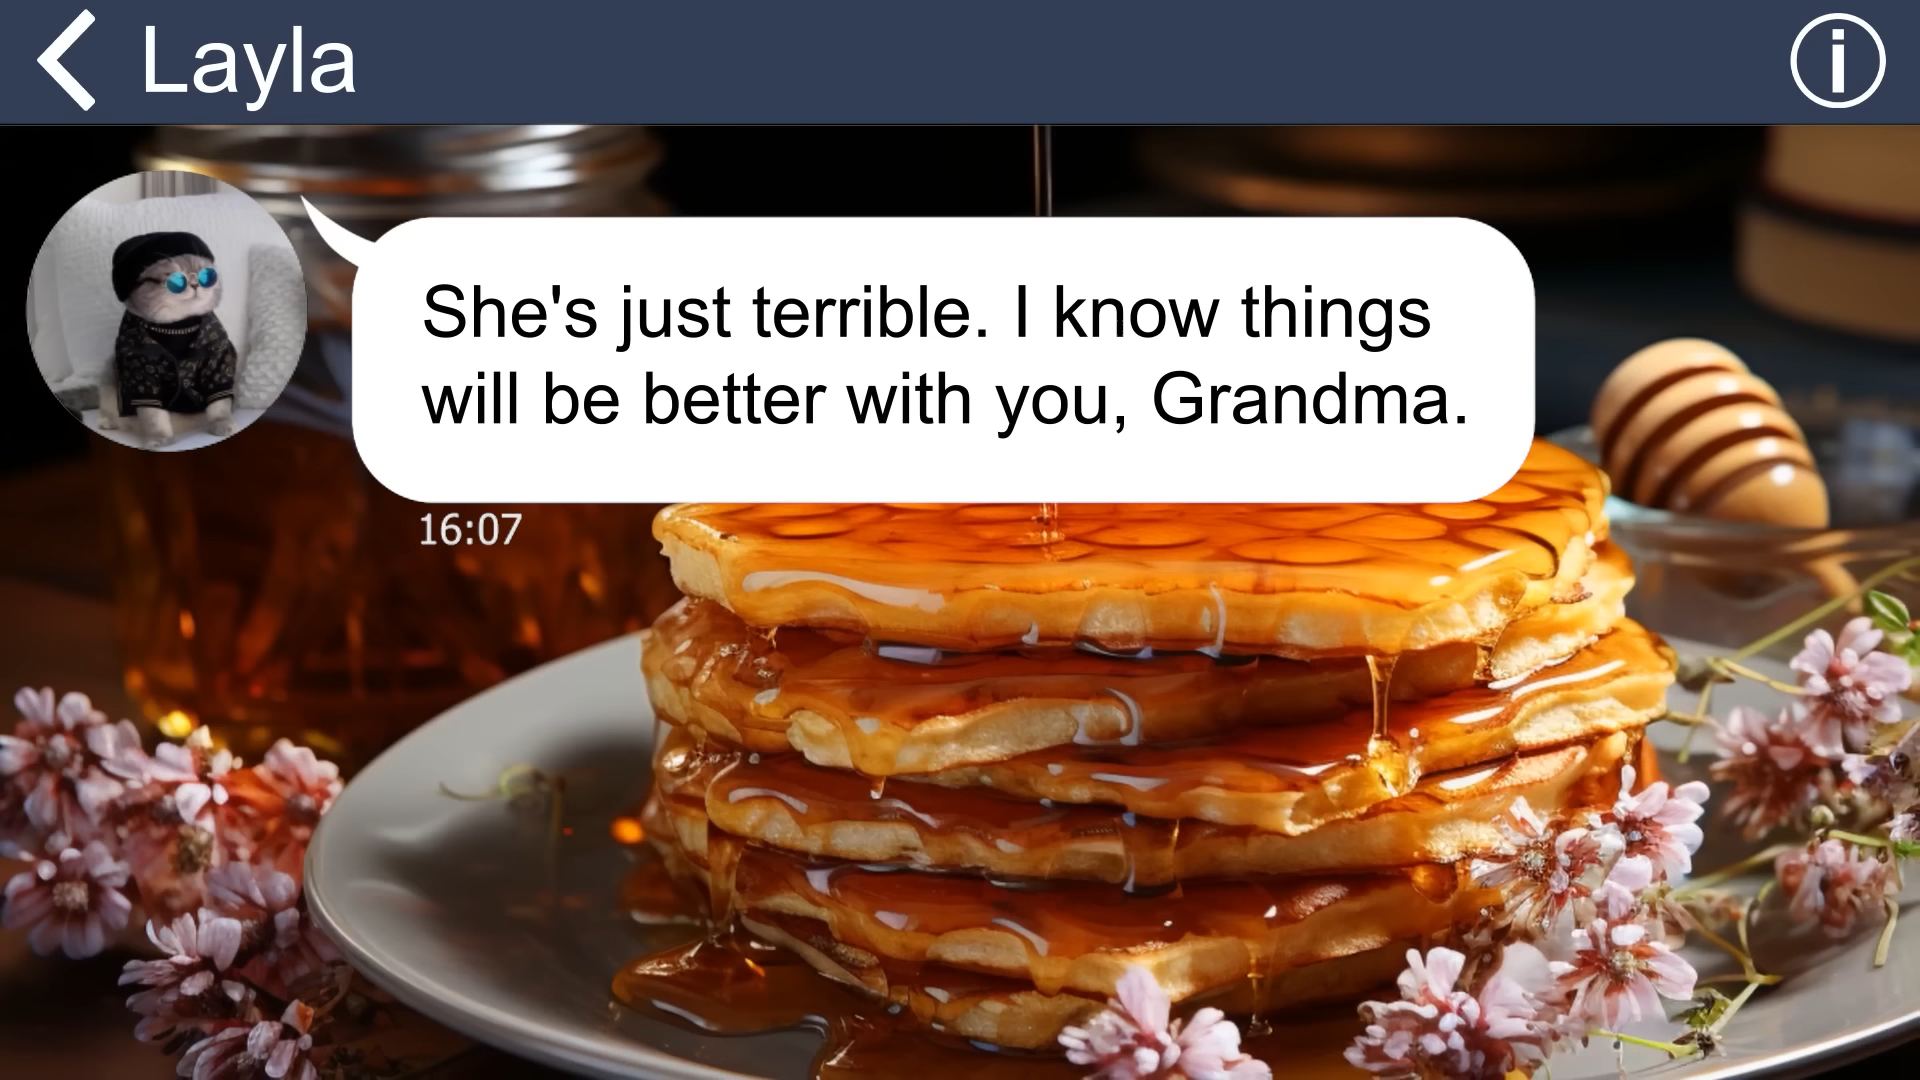 Layla
She's just terrible. I know things
will be better with you, Grandma.
16:07